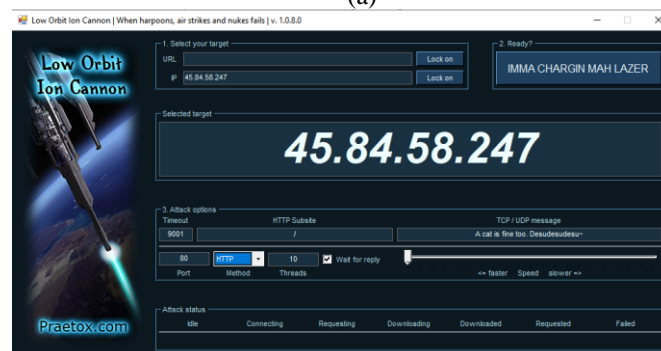 (a)
Low Orbit Ion Cannon | When harpoons, air strikes and nukes fails | v. 1.0.8.0
Low Orbit
Ion Cannon
1. Select your target
URL
Lock on
IP 45.84.58.247
Lock on
2. Ready?
IMMA CHARGIN MAH LAZER
Selected target
45.84.58.247
3. Attack options
Timeout HTTP Subsite TCP / UDP message
9001 / A cat is fine too. Desudesudesu~
80 HTTP 10 Wait for reply
Port Method Threads <= faster Speed slower =>
Attack status
Idle Connecting Requesting Downloading Downloaded Requested Failed
Praetox.com